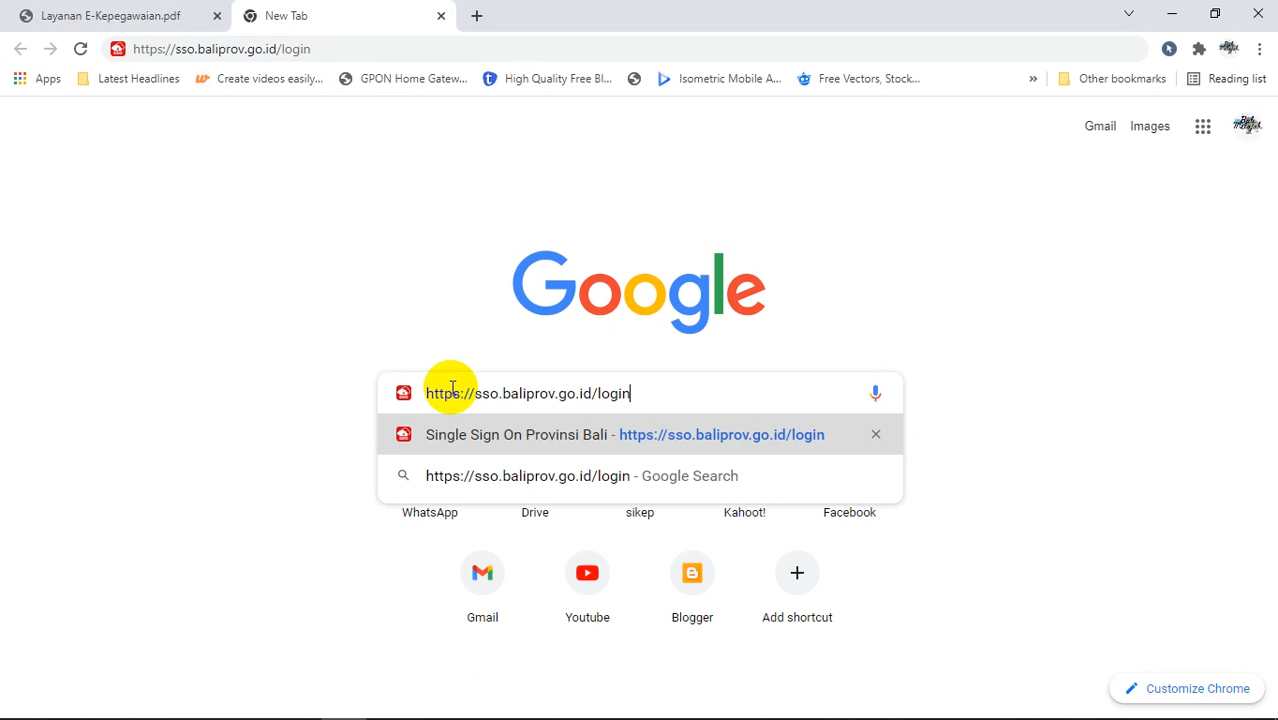 Layanan E-Kepegawaian.pdf
New Tab
https://sso.baliprov.go.id/login
Apps
Latest Headlines
Create videos easily...
GPON Home Gatew...
High Quality Free Bl...
Isometric Mobile A...
Free Vectors, Stock...
»
Other bookmarks
Reading list
Gmail
Images
Google
https://sso.baliprov.go.id/login
Single Sign On Provinsi Bali - https://sso.baliprov.go.id/login
https://sso.baliprov.go.id/login - Google Search
WhatsApp
Drive
sikep
Kahoot!
Facebook
Gmail
Youtube
Blogger
Add shortcut
Customize Chrome